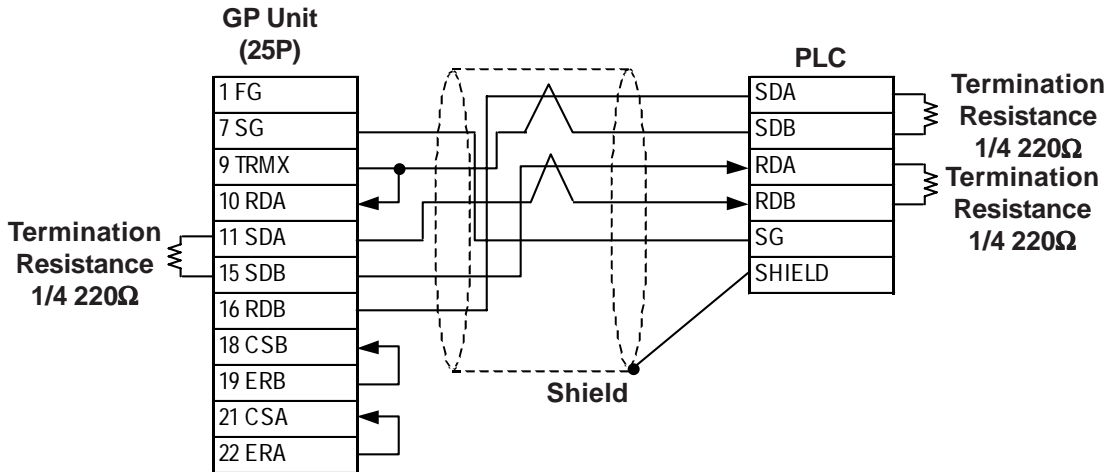 GP Unit
(25P)
1 FG
7 SG
9 TRMX
10 RDA
11 SDA
15 SDB
16 RDB
18 CSB
19 ERB
21 CSA
22 ERA
Termination
Resistance
1/4 220Ω
Shield
PLC
SDA
SDB
RDA
RDB
SG
SHIELD
Termination
Resistance
1/4 220Ω
Termination
Resistance
1/4 220Ω